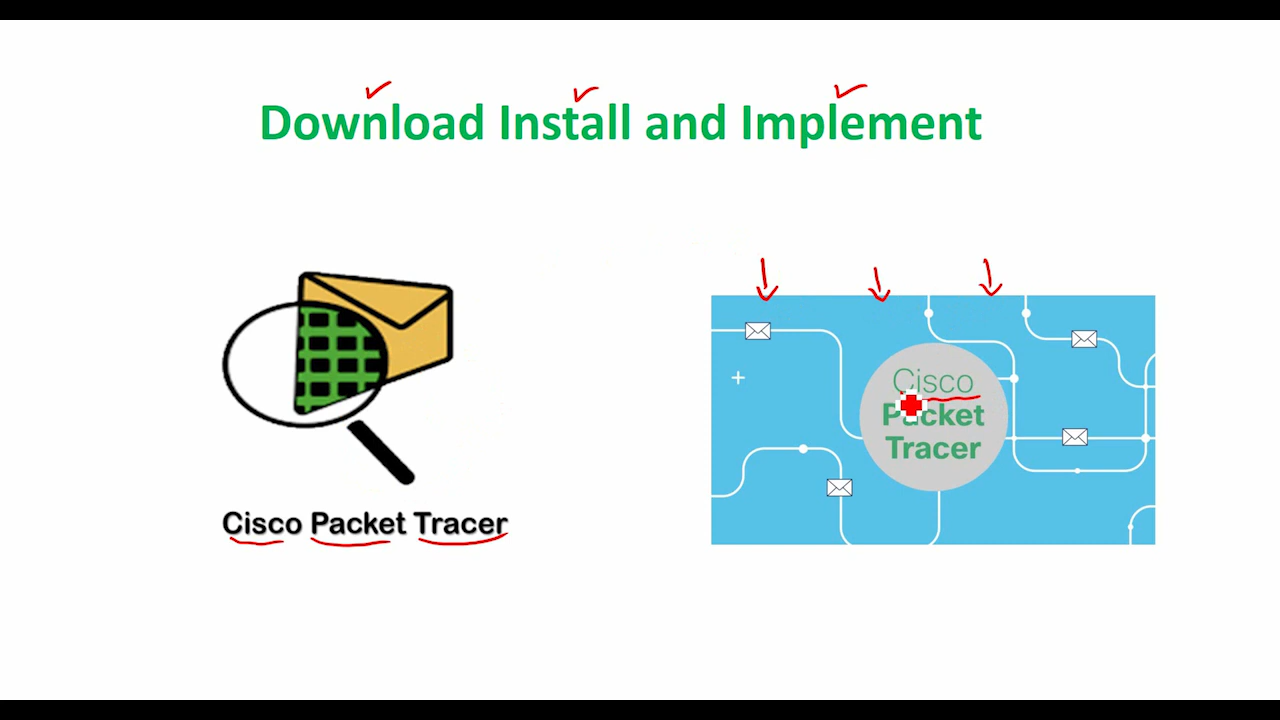 Download Install and Implement
Cisco Packet Tracer
Cisco
Packet
Tracer